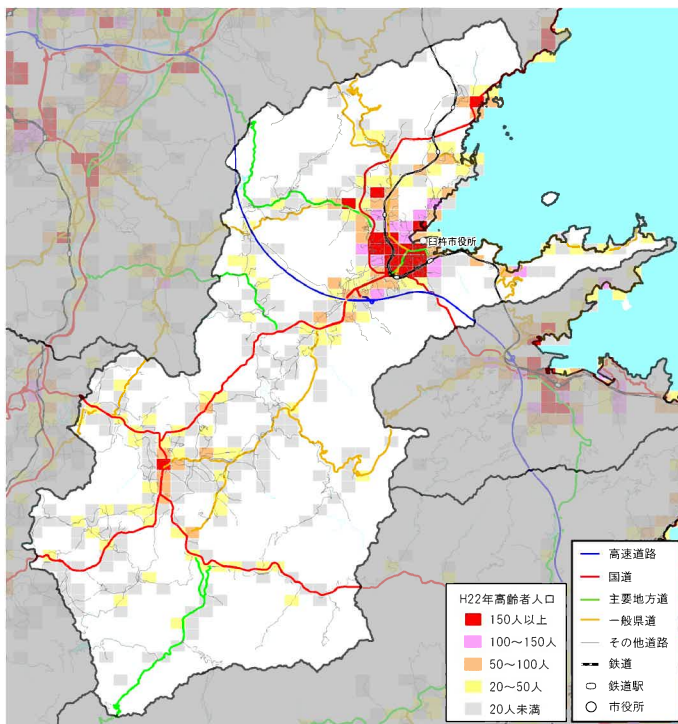 臼杵市役所
H22年高齢者人口
150人以上
100～150人
50～100人
20～50人
20人未満
高速道路
国道
主要地方道
一般県道
その他道路
鉄道
鉄道駅
市役所